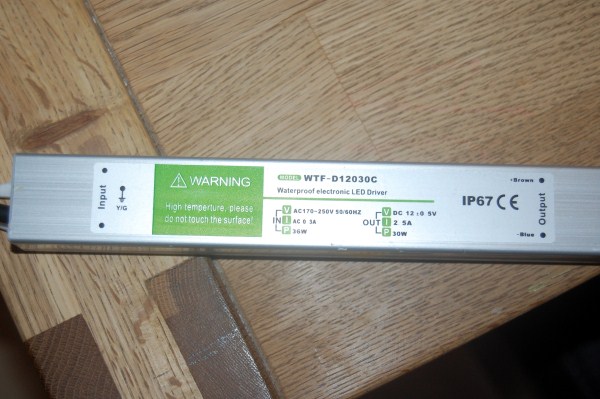 Input
Y/G
WARNING
High temperture, please
do not touch the surface!
MODEL WTF-D12030C
Waterproof electronic LED Driver
IN
V AC170-250V 50/60HZ
I AC 0.3A
P 36W
OUT
V DC 12±0.5V
I 2.5A
P 30W
IP67 CE
Brown
Output
Blue